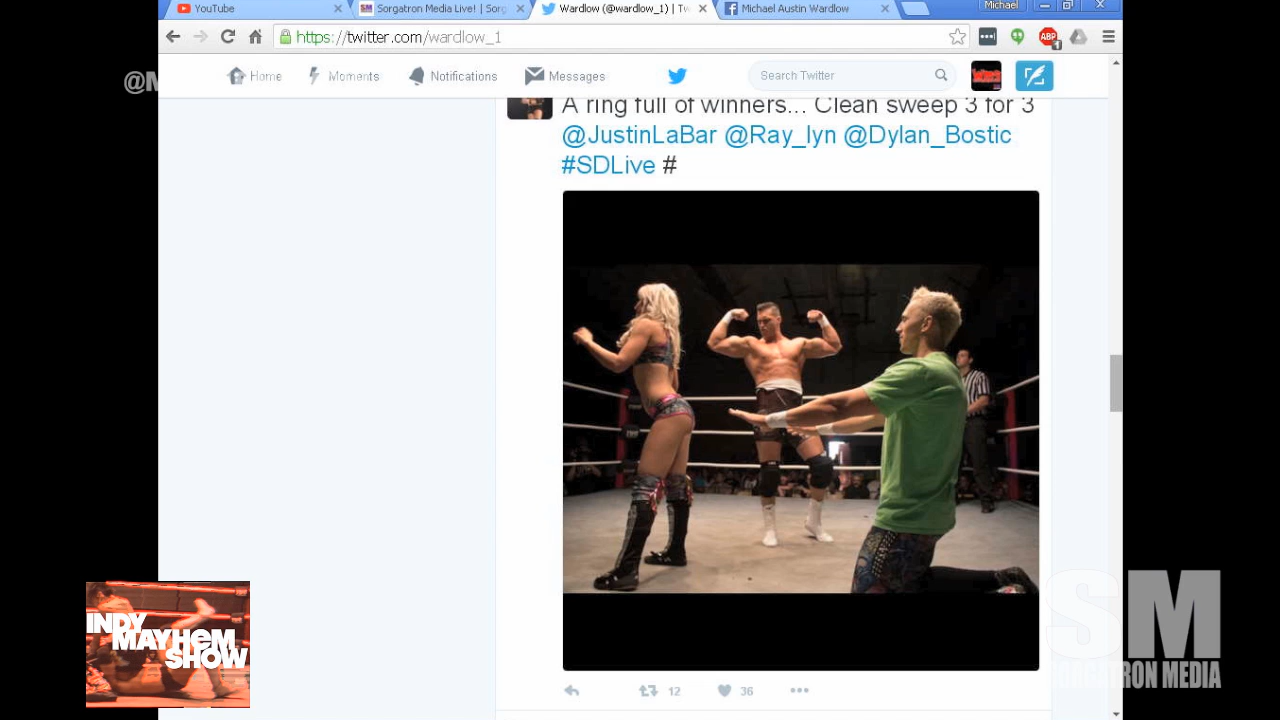 YouTube
Sorgatron Media Live! | Sorg
Wardlow (@wardlow_1) | Tw
Michael Austin Wardlow
Michael
https://twitter.com/wardlow_1
ABP
1
@M
Home
Moments
Notifications
Messages
Search Twitter
A ring full of winners... Clean sweep 3 for 3
@JustinLaBar @Ray_lyn @Dylan_Bostic
#SDLive #
12
36
INDY
MAYHEM
SHOW
SM
SORGATRON MEDIA